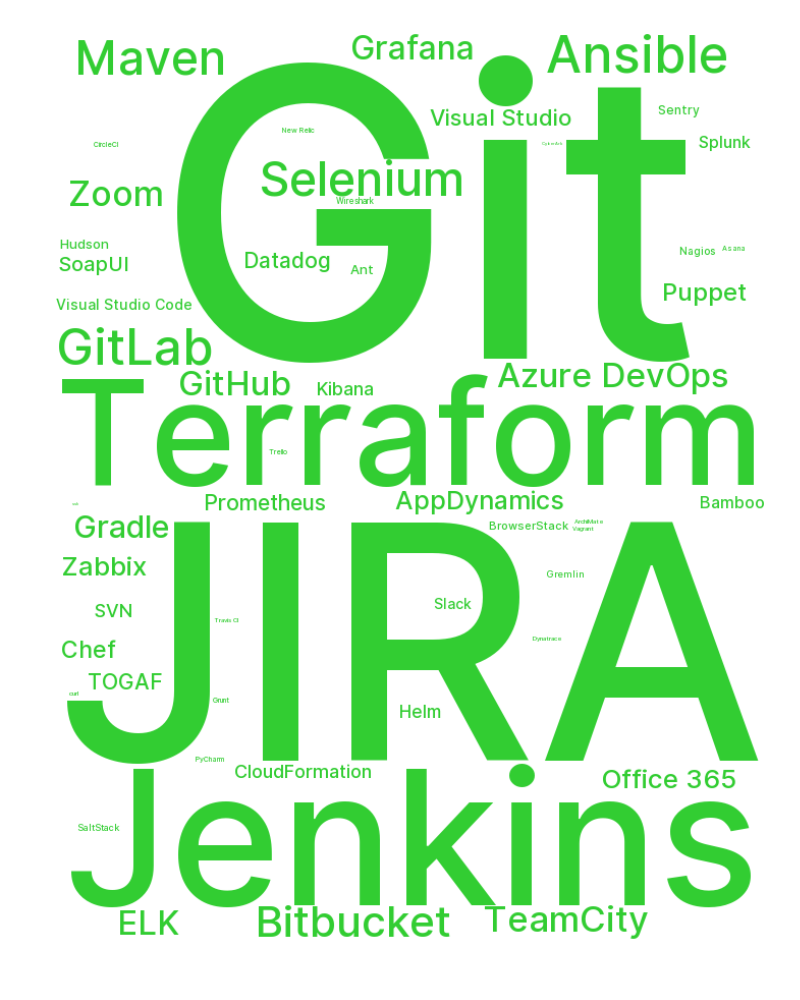 Maven
Grafana
Ansible
Git
Visual Studio
Sentry
New Relic
CircleCI
Splunk
Selenium
Zoom
Wireshark
Hudson
SoapUI
Datadog
Ant
Nagios
Asana
Puppet
Visual Studio Code
GitLab
GitHub
Kibana
Azure DevOps
Terraform
Trello
Prometheus
AppDynamics
Bamboo
Gradle
BrowserStack
ArchiMate
Vagrant
JIRA
Zabbix
Gremlin
SVN
Slack
Travis CI
Dynatrace
Chef
TOGAF
curl
Grunt
Helm
PyCharm
CloudFormation
Office 365
Jenkins
SaltStack
ELK
Bitbucket
TeamCity